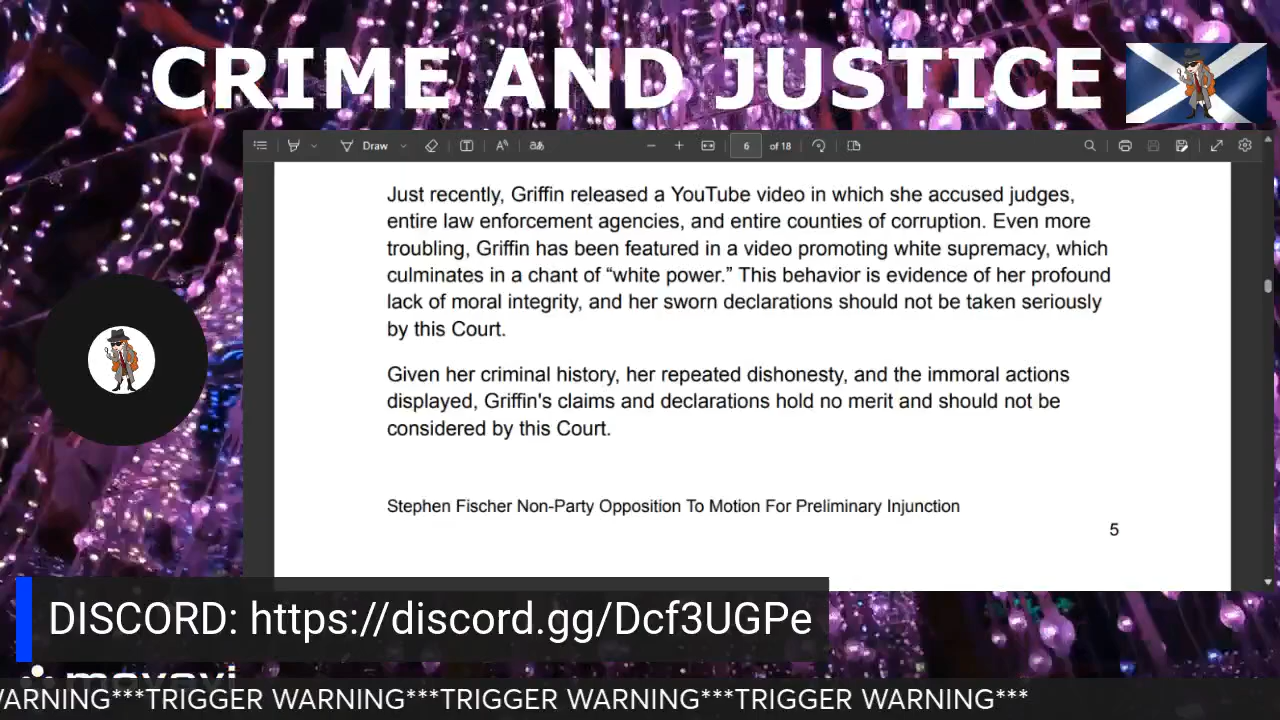 CRIME AND JUSTICE
Draw
6 of 18
Just recently, Griffin released a YouTube video in which she accused judges,
entire law enforcement agencies, and entire counties of corruption. Even more
troubling, Griffin has been featured in a video promoting white supremacy, which
culminates in a chant of “white power.” This behavior is evidence of her profound
lack of moral integrity, and her sworn declarations should not be taken seriously
by this Court.
Given her criminal history, her repeated dishonesty, and the immoral actions
displayed, Griffin's claims and declarations hold no merit and should not be
considered by this Court.
Stephen Fischer Non-Party Opposition To Motion For Preliminary Injunction
5
DISCORD: https://discord.gg/Dcf3UGPe
movavi
WARNING***TRIGGER WARNING***TRIGGER WARNING***TRIGGER WARNING***